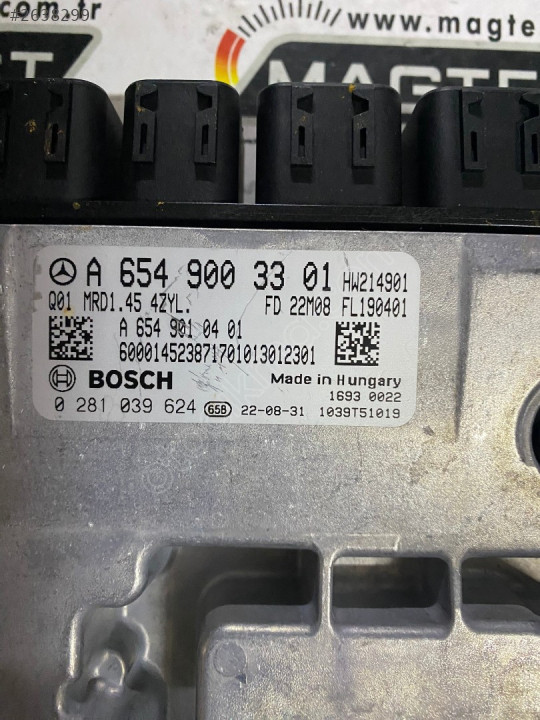 #2638299
.com.tr
www.magte
MAGTE
A 654 900 33 01 HW214901
Q01 MRD1.45 4ZYL. FD 22M08 FL190401
A 654 901 04 01
600014523871701013012301
BOSCH Made in Hungary
1693 0022
0 281 039 624 65B 22-08-31 1039T51019